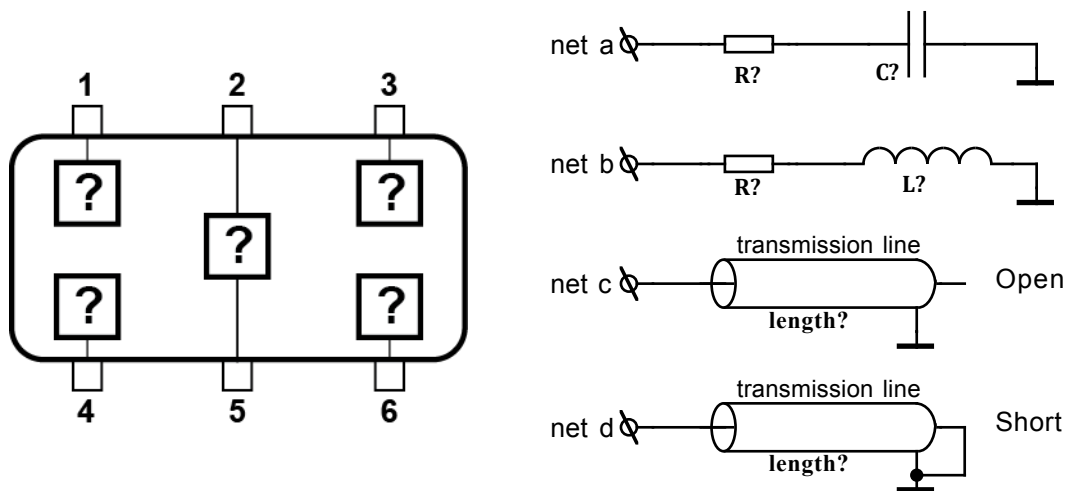 1 2 3
? ?
?
? ?
4 5 6
net a
R? C?
net b
R? L?
transmission line
net c Open
length?
transmission line
net d Short
length?